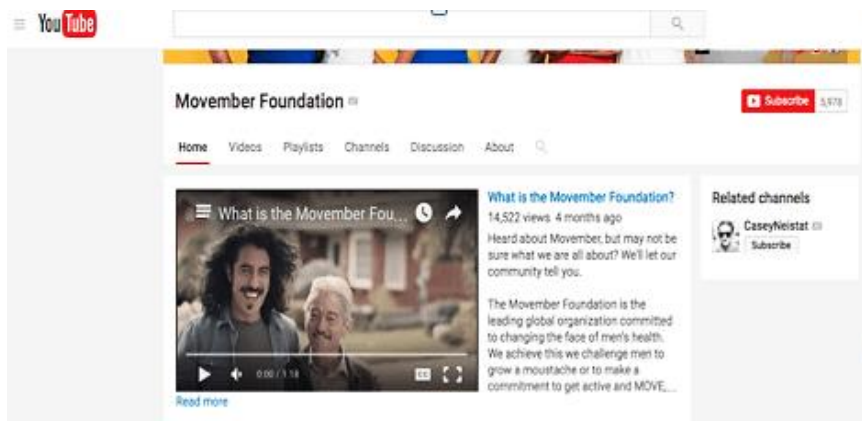 You Tube
Movember Foundation
Subscribe 5,978
Home Videos Playlists Channels Discussion About
What is the Movember Fou...
0:00 / 1:18
CC
Read more
What is the Movember Foundation?
14,522 views 4 months ago
Heard about Movember, but may not be
sure what we are all about? We'll let our
community tell you.
The Movember Foundation is the
leading global organization committed
to changing the face of men's health.
We achieve this we challenge men to
grow a moustache or to make a
commitment to get active and MOVE,...
Related channels
CaseyNeistat
Subscribe